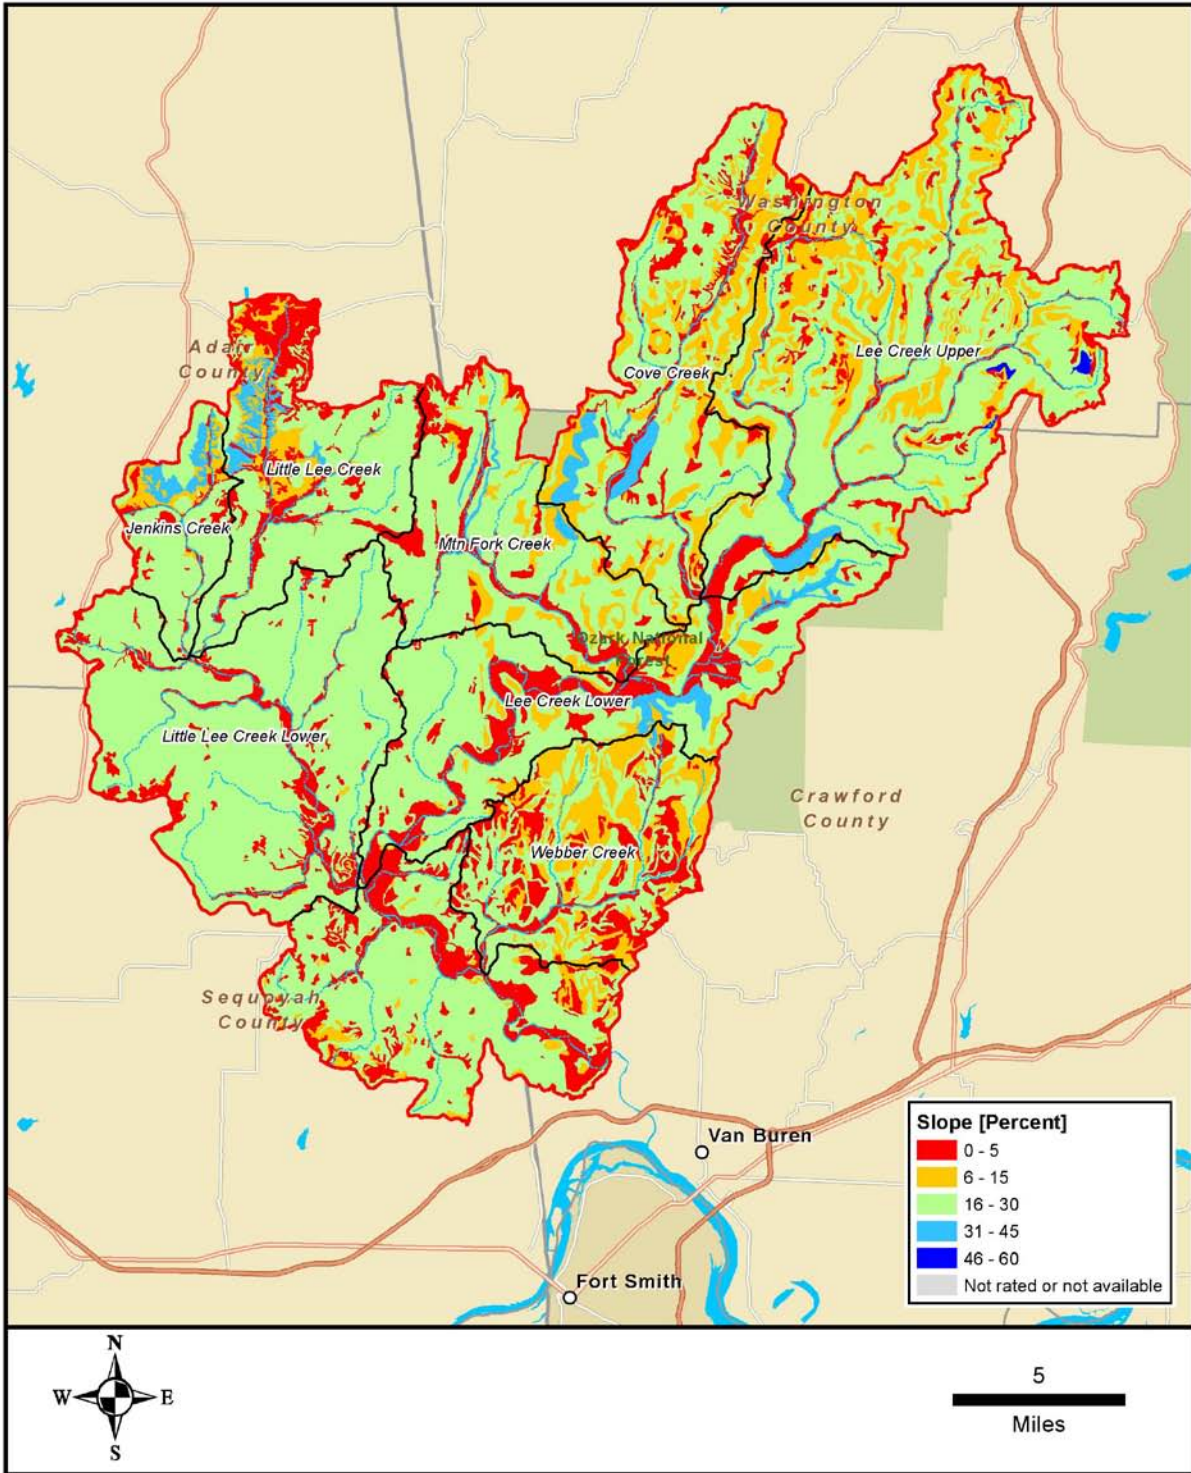 Washington
County
Adair
County
Lee Creek Upper
Cove Creek
Little Lee Creek
Jenkins Creek
Mtn Fork Creek
Ozark National
Forest
Lee Creek Lower
Little Lee Creek Lower
Crawford
County
Webber Creek
Sequoyah
County
Van Buren
Fort Smith
Slope [Percent]
0 - 5
6 - 15
16 - 30
31 - 45
46 - 60
Not rated or not available
N
W
E
S
5
Miles